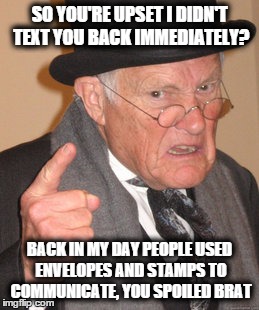 SO YOU'RE UPSET I DIDN'T
TEXT YOU BACK IMMEDIATELY?
BACK IN MY DAY PEOPLE USED
ENVELOPES AND STAMPS TO
COMMUNICATE, YOU SPOILED BRAT
imgflip.com